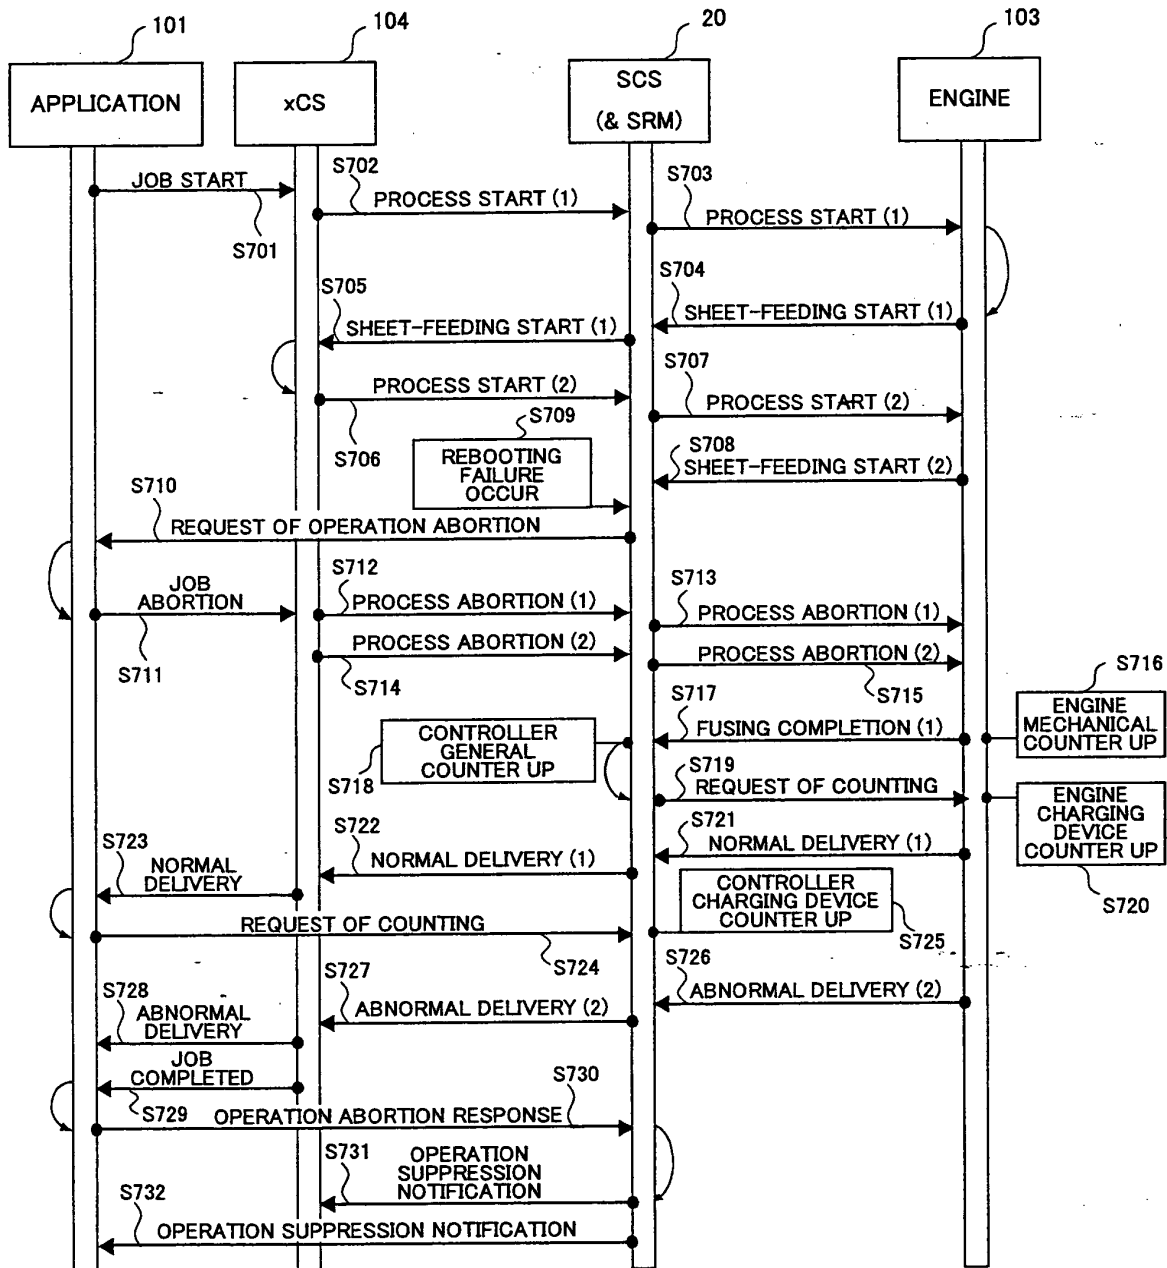 101
104
20
103
APPLICATION
xCS
SCS
(& SRM)
ENGINE
JOB START
S701
S702
PROCESS START (1)
S703
PROCESS START (1)
S704
SHEET-FEEDING START (1)
S705
SHEET-FEEDING START (1)
PROCESS START (2)
S706
S707
PROCESS START (2)
S708
SHEET-FEEDING START (2)
S709
REBOOTING
FAILURE
OCCUR
S710
REQUEST OF OPERATION ABORTION
JOB
ABORTION
S711
S712
PROCESS ABORTION (1)
S713
PROCESS ABORTION (1)
PROCESS ABORTION (2)
S714
PROCESS ABORTION (2)
S715
S716
ENGINE
MECHANICAL
COUNTER UP
S717
FUSING COMPLETION (1)
CONTROLLER
GENERAL
COUNTER UP
S718
S719
REQUEST OF COUNTING
ENGINE
CHARGING
DEVICE
COUNTER UP
S720
S721
NORMAL DELIVERY (1)
S722
NORMAL DELIVERY (1)
S723
NORMAL
DELIVERY
REQUEST OF COUNTING
S724
CONTROLLER
CHARGING DEVICE
COUNTER UP
S725
S726
ABNORMAL DELIVERY (2)
S727
ABNORMAL DELIVERY (2)
S728
ABNORMAL
DELIVERY
JOB
COMPLETED
S729
S730
OPERATION ABORTION RESPONSE
S731
OPERATION
SUPPRESSION
NOTIFICATION
S732
OPERATION SUPPRESSION NOTIFICATION